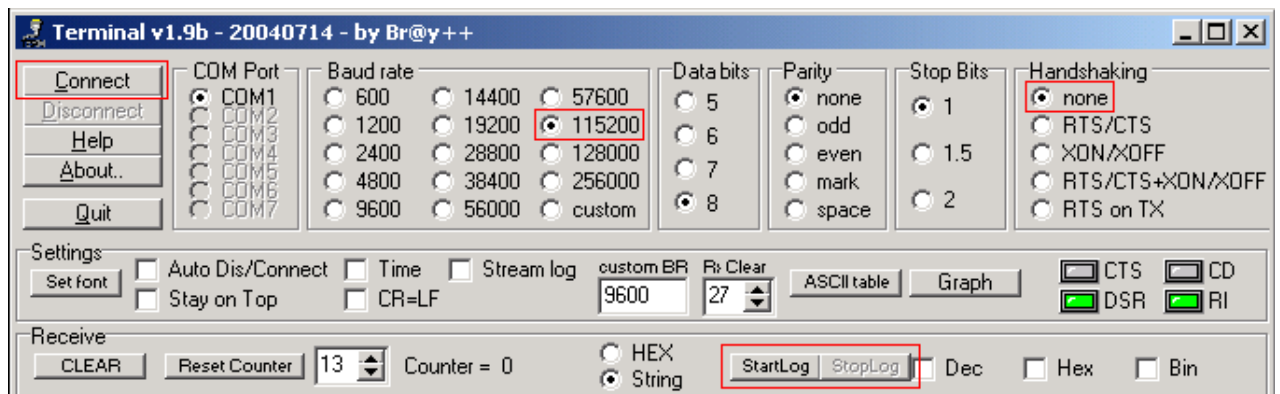 Terminal v1.9b - 20040714 - by Br@y++
Connect
Disconnect
Help
About..
Quit
COM Port
COM1
COM2
COM3
COM4
COM5
COM6
COM7
Baud rate
600 14400 57600
1200 19200 115200
2400 28800 128000
4800 38400 256000
9600 56000 custom
Data bits
5
6
7
8
Parity
none
odd
even
mark
space
Stop Bits
1
1.5
2
Handshaking
none
RTS/CTS
XON/XOFF
RTS/CTS+XON/XOFF
RTS on TX
Settings
Set font
Auto Dis/Connect Time Stream log
Stay on Top CR=LF
custom BR
9600
Rx Clear
27
ASCII table
Graph
CTS CD
DSR RI
Receive
CLEAR Reset Counter 13 Counter = 0
HEX
String
StartLog StopLog
Dec Hex Bin